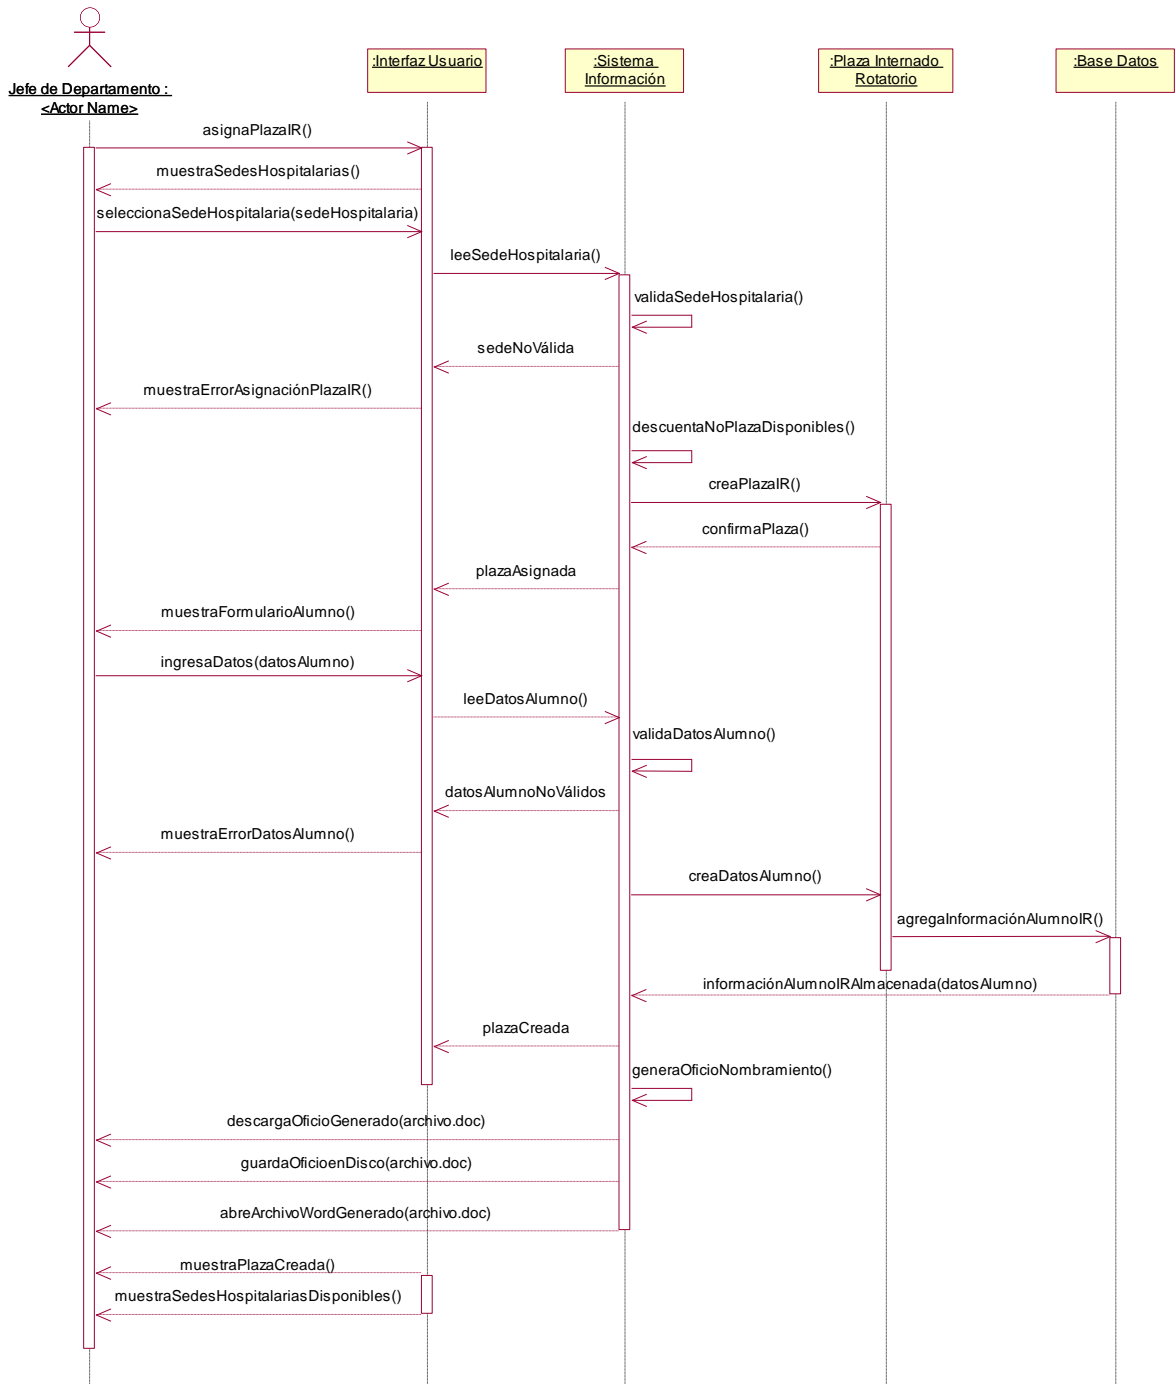 Jefe de Departamento :
<Actor Name>
:Interfaz Usuario
:Sistema
Información
:Plaza Internado
Rotatorio
:Base Datos
asignaPlazaIR()
muestraSedesHospitalarias()
seleccionaSedeHospitalaria(sedeHospitalaria)
leeSedeHospitalaria()
validaSedeHospitalaria()
sedeNoVálida
muestraErrorAsignaciónPlazaIR()
descuentaNoPlazaDisponibles()
creaPlazaIR()
confirmaPlaza()
plazaAsignada
muestraFormularioAlumno()
ingresaDatos(datosAlumno)
leeDatosAlumno()
validaDatosAlumno()
datosAlumnoNoVálidos
muestraErrorDatosAlumno()
creaDatosAlumno()
agregaInformaciónAlumnoIR()
informaciónAlumnoIRAlmacenada(datosAlumno)
plazaCreada
generaOficioNombramiento()
descargaOficioGenerado(archivo.doc)
guardaOficioenDisco(archivo.doc)
abreArchivoWordGenerado(archivo.doc)
muestraPlazaCreada()
muestraSedesHospitalariasDisponibles()